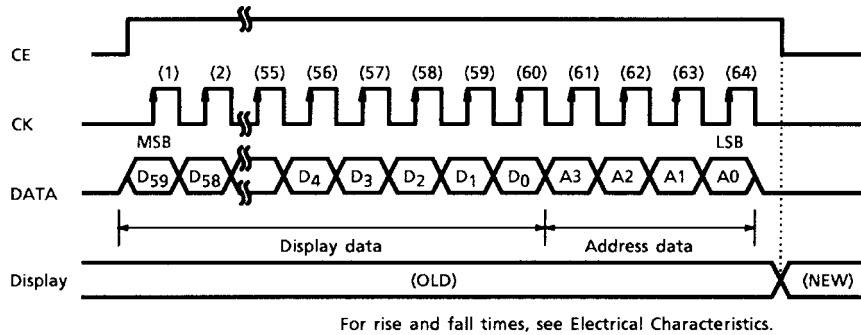 CE
(1) (2) (55) (56) (57) (58) (59) (60) (61) (62) (63) (64)
CK
MSB LSB
DATA D59 D58 D4 D3 D2 D1 D0 A3 A2 A1 A0
Display data Address data
Display (OLD) (NEW)
For rise and fall times, see Electrical Characteristics.